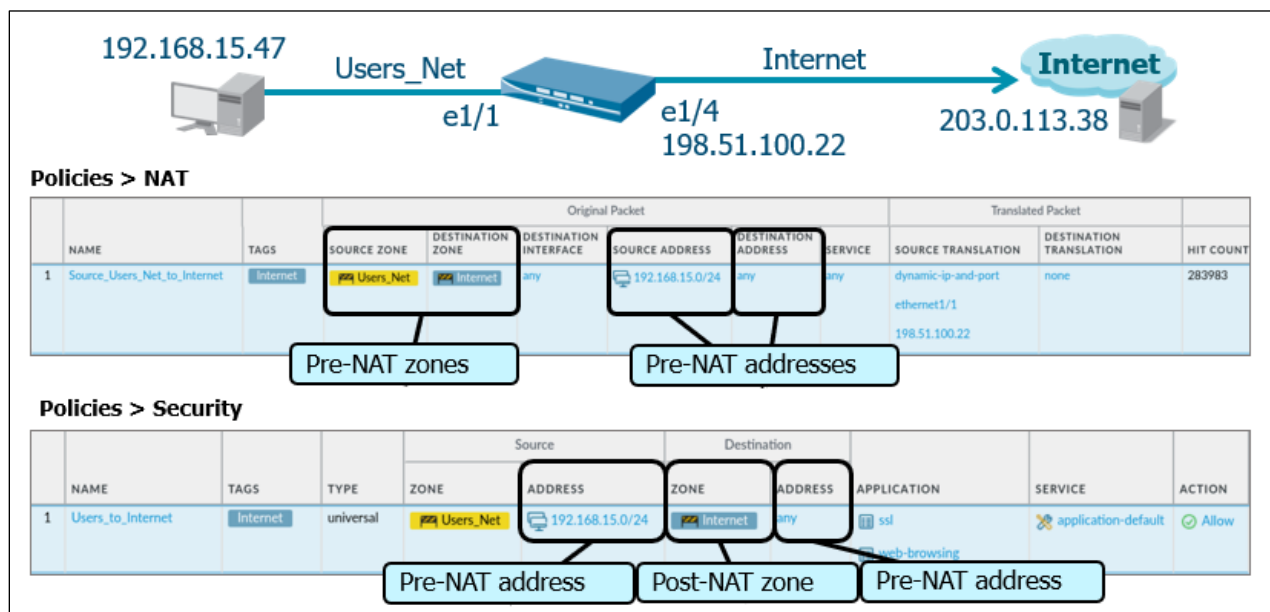 192.168.15.47
Users_Net
Internet
Internet
e1/1
e1/4
198.51.100.22
203.0.113.38
Policies > NAT
Original Packet
Translated Packet
NAME TAGS SOURCE ZONE DESTINATION ZONE DESTINATION INTERFACE SOURCE ADDRESS DESTINATION ADDRESS SERVICE SOURCE TRANSLATION DESTINATION TRANSLATION HIT COUNT
1 Source_Users_Net_to_Internet Internet Users_Net Internet any 192.168.15.0/24 any any dynamic-ip-and-port none 283983
ethernet1/1
198.51.100.22
Pre-NAT zones
Pre-NAT addresses
Policies > Security
Source
Destination
NAME TAGS TYPE ZONE ADDRESS ZONE ADDRESS APPLICATION SERVICE ACTION
1 Users_to_Internet Internet universal Users_Net 192.168.15.0/24 Internet any ssl application-default Allow
web-browsing
Pre-NAT address
Post-NAT zone
Pre-NAT address